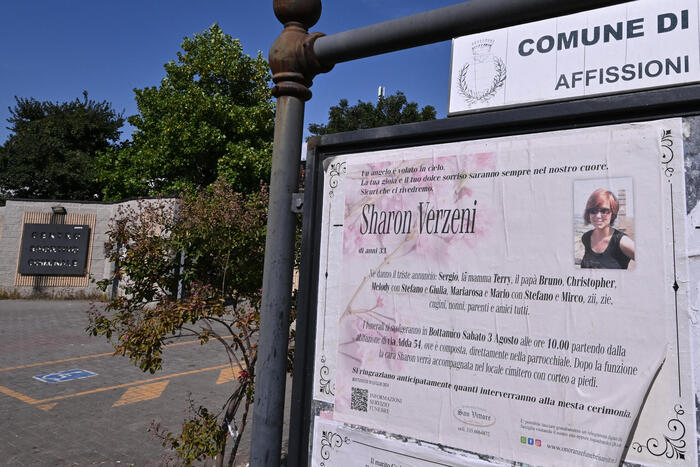 COMUNE DI
AFFISSIONI
CENTRO
COMUNALE
Un angelo è volato in cielo.
La tua gioia e il tuo dolce sorriso saranno sempre nel nostro cuore.
Sicuri che ci rivedremo.
Sharon Verzeni
di anni 33
Ne danno il triste annuncio: Sergio, la mamma Terry, il papà Bruno, Christopher,
Melody con Stefano e Giulia, Mariarosa e Mario con Stefano e Mirco, zii, zie,
cugini, nonni, parenti e amici tutti.
I funerali si svolgeranno in Bottanuco Sabato 3 Agosto alle ore 10.00 partendo dalla
abitazione di via Adda 54, ove è composta, direttamente nella parrocchiale. Dopo la funzione
la cara Sharon verrà accompagnata nel locale cimitero con corteo a piedi.
Si ringraziano anticipatamente quanti interverranno alla mesta cerimonia.
INFORMAZIONI
FUNEBRI
San Vittore